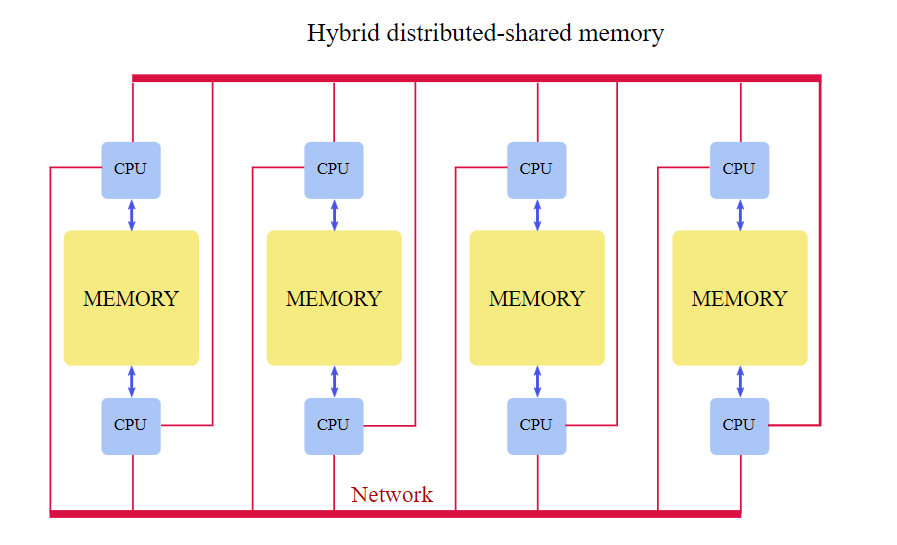 Hybrid distributed-shared memory
CPU CPU CPU CPU
MEMORY MEMORY MEMORY MEMORY
CPU CPU CPU CPU
Network